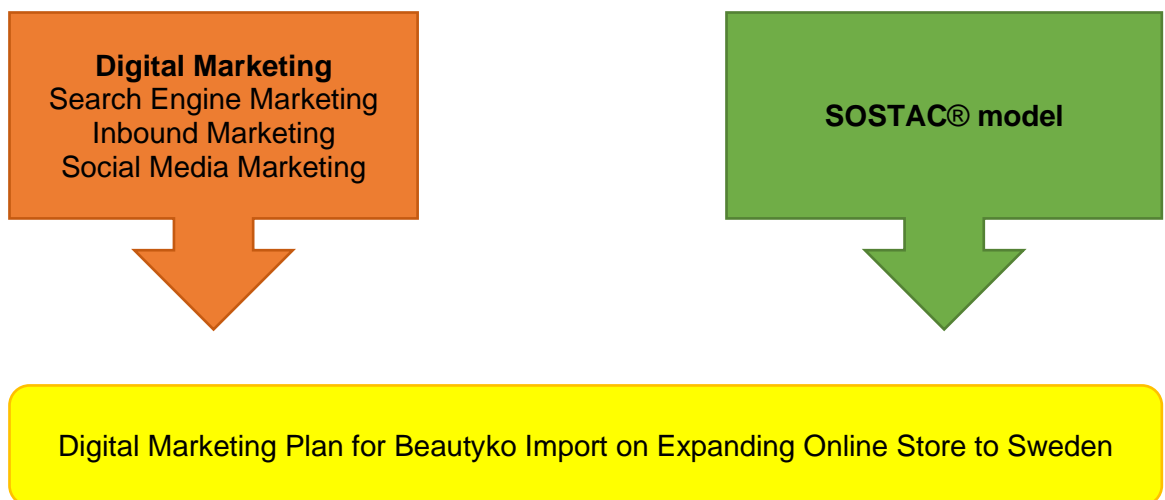 Digital Marketing
Search Engine Marketing
Inbound Marketing
Social Media Marketing
SOSTAC® model
Digital Marketing Plan for Beautyko Import on Expanding Online Store to Sweden